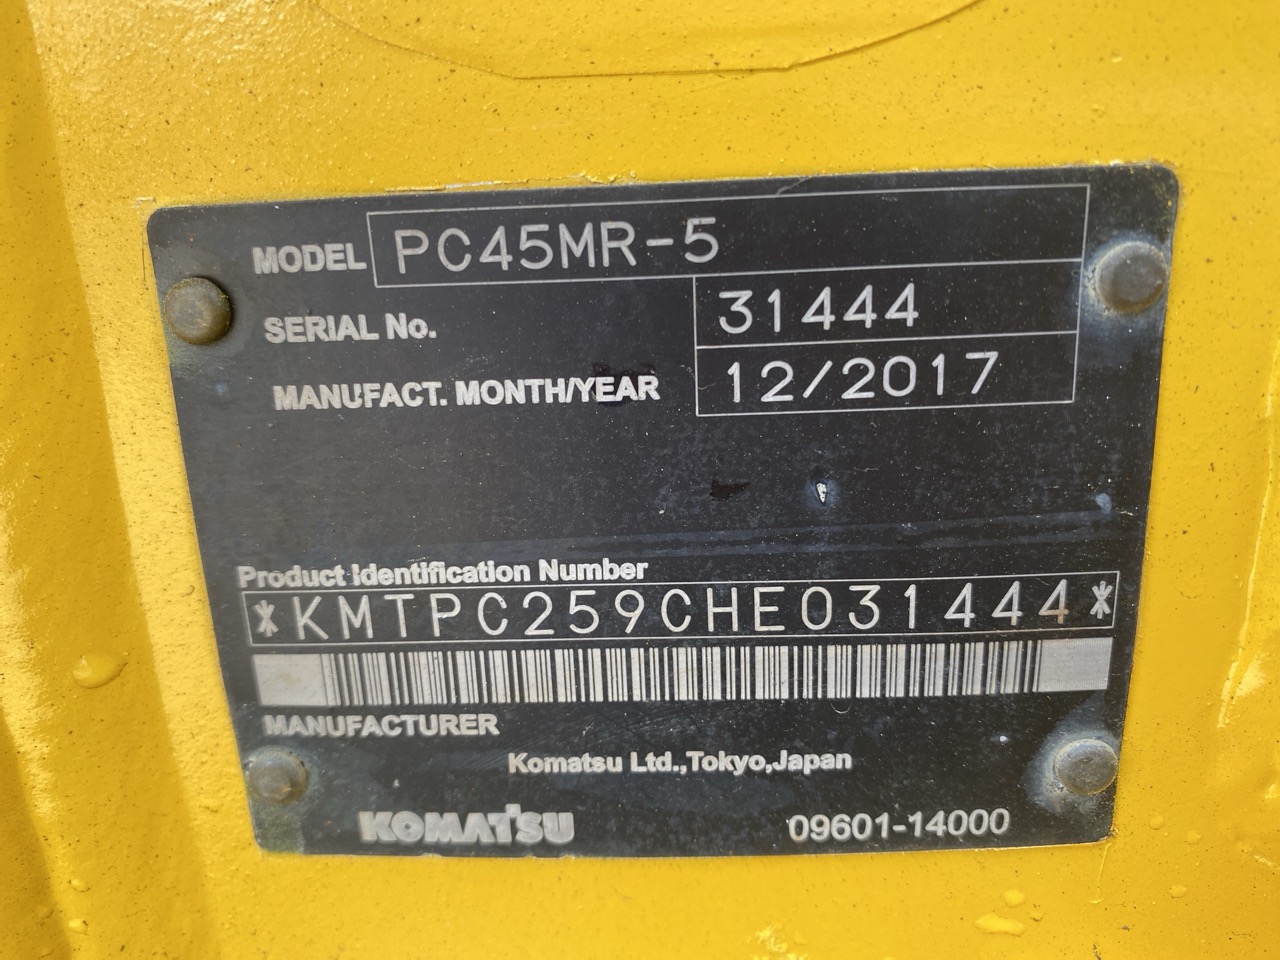 MODEL PC45MR-5
SERIAL No. 31444
MANUFACT. MONTH/YEAR 12/2017
Product Identification Number
*KMTPC259CHE031444*
MANUFACTURER
Komatsu Ltd.,Tokyo,Japan
KOMATSU 09601-14000